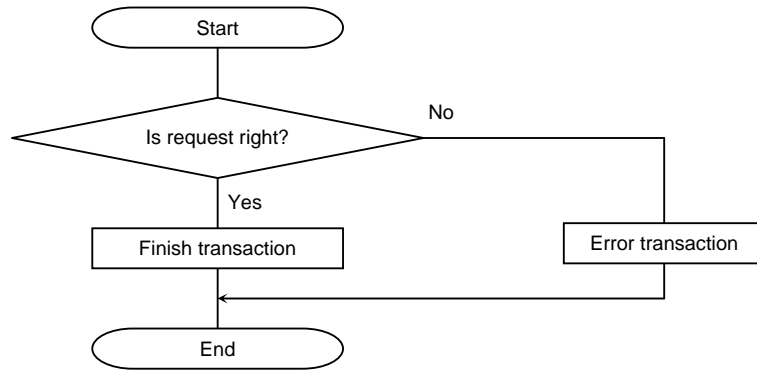 Start
Is request right?
No
Yes
Finish transaction
Error transaction
End